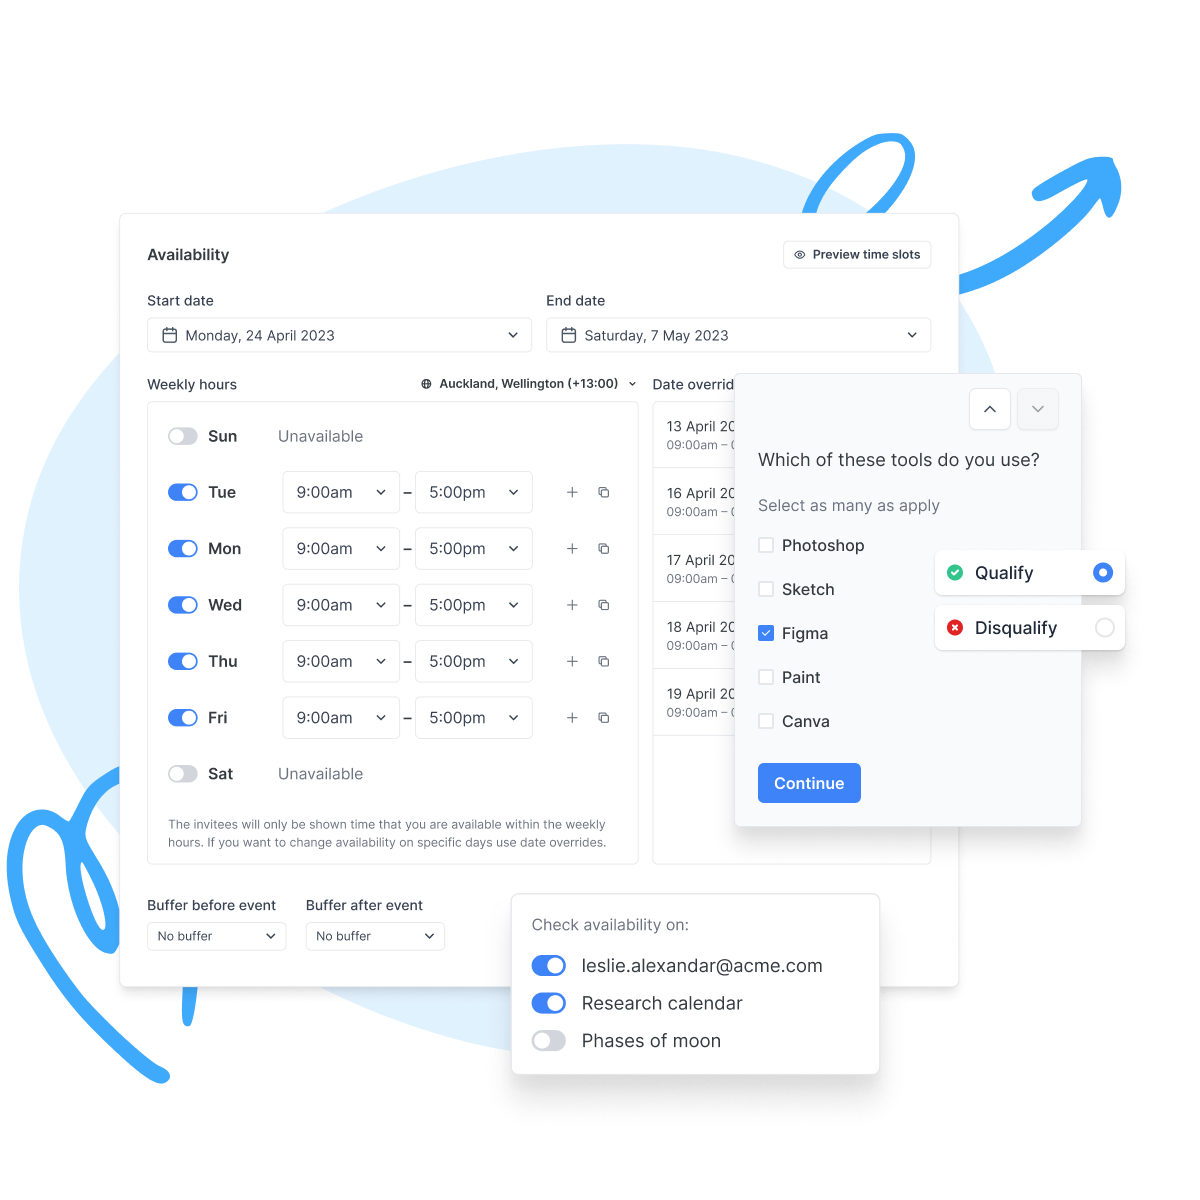 Availability
Preview time slots
Start date
End date
Monday, 24 April 2023
Saturday, 7 May 2023
Weekly hours
Auckland, Wellington (+13:00)
Date overrid
Sun Unavailable
Tue 9:00am – 5:00pm
Mon 9:00am – 5:00pm
Wed 9:00am – 5:00pm
Thu 9:00am – 5:00pm
Fri 9:00am – 5:00pm
Sat Unavailable
The invitees will only be shown time that you are available within the weekly
hours. If you want to change availability on specific days use date overrides.
13 April 20
09:00am –
16 April 20
09:00am –
17 April 20
09:00am –
18 April 20
09:00am –
19 April 20
09:00am –
Which of these tools do you use?
Select as many as apply
Photoshop
Sketch
Figma
Paint
Canva
Continue
Qualify
Disqualify
Buffer before event
No buffer
Buffer after event
No buffer
Check availability on:
leslie.alexandar@acme.com
Research calendar
Phases of moon